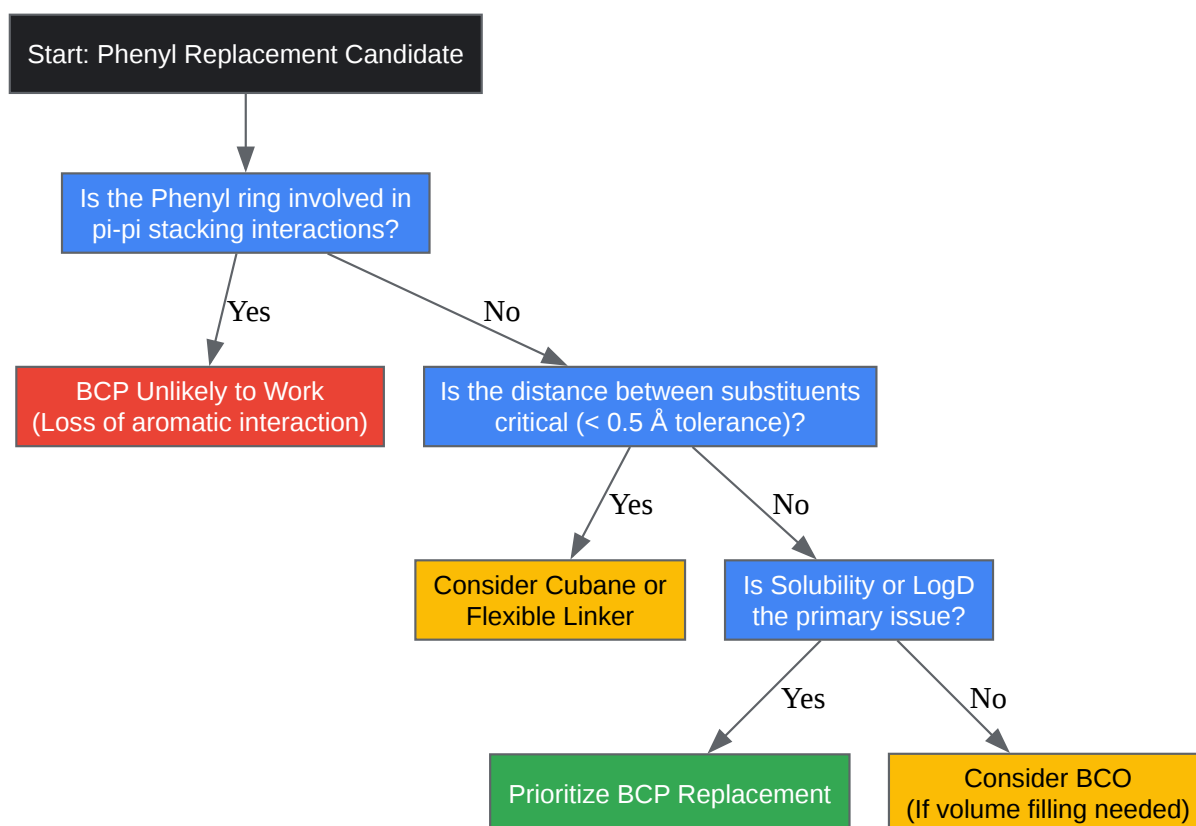 Start: Phenyl Replacement Candidate
Is the Phenyl ring involved in
pi-pi stacking interactions?
Yes
No
BCP Unlikely to Work
(Loss of aromatic interaction)
Is the distance between substituents
critical (< 0.5 Å tolerance)?
Yes
No
Consider Cubane or
Flexible Linker
Is Solubility or LogD
the primary issue?
Yes
No
Prioritize BCP Replacement
Consider BCO
(If volume filling needed)